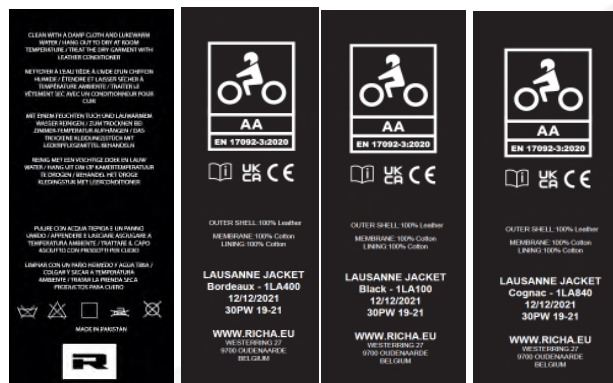 CLEAN WITH A DAMP CLOTH AND LUKEWARM
WATER / HANG OUT TO DRY AT ROOM
TEMPERATURE / TREAT THE DRY GARMENT WITH
LEATHER CONDITIONER
NETTOYER À L'EAU TIÈDE À L'AIDE D'UN CHIFFON
HUMIDE / ÉTENDRE ET LAISSER SÉCHER À
TEMPÉRATURE AMBIANTE / TRAITER LE
VÊTEMENT SEC AVEC UN CONDITIONNEUR POUR
CUIR
MIT EINEM FEUCHTEN TUCH UND LAUWARMEM
WASSER REINIGEN / ZUM TROCKNEN BEI
ZIMMER-TEMPERATUR AUFHÄNGEN / DAS
TROCKENE KLEIDUNGSSTÜCK MIT
LEDERPFLEGEMITTEL BEHANDELN
REINIG MET EEN VOCHTIGE DOEK EN LAUW
WATER / HANG UIT OM OP KAMERTEMPERATUUR
TE DROGEN / BEHANDEL HET DROGE
KLEDINGSTUK MET LEERCONDITIONER
PULIRE CON ACQUA TIEPIDA E UN PANNO
UMIDO / APPENDERE E LASCIARE ASCIUGARE A
TEMPERATURA AMBIENTE / TRATTARE IL CAPO
ASCIUTTO CON PRODOTTI PER CUOIO
LIMPIAR CON UN PAÑO HÚMEDO Y AGUA TIBIA /
COLGAR Y SECAR A TEMPERATURA
AMBIENTE / TRATAR LA PRENDA SECA
PRODUCTOS PARA CUERO
MADE IN PAKISTAN
R
AA
EN 17092-3:2020
UK
CA CE
OUTER SHELL:100% Leather
MEMBRANE:100% Cotton
LINING:100% Cotton
LAUSANNE JACKET
Bordeaux - 1LA400
12/12/2021
30PW 19-21
WWW.RICHA.EU
WESTERRING 27
9700 OUDENAARDE
BELGIUM
AA
EN 17092-3:2020
UK
CA CE
OUTER SHELL:100% Leather
MEMBRANE:100% Cotton
LINING:100% Cotton
LAUSANNE JACKET
Black - 1LA100
12/12/2021
30PW 19-21
WWW.RICHA.EU
WESTERRING 27
9700 OUDENAARDE
BELGIUM
AA
EN 17092-3:2020
UK
CA CE
OUTER SHELL:100% Leather
MEMBRANE:100% Cotton
LINING:100% Cotton
LAUSANNE JACKET
Cognac - 1LA840
12/12/2021
30PW 19-21
WWW.RICHA.EU
WESTERRING 27
9700 OUDENAARDE
BELGIUM